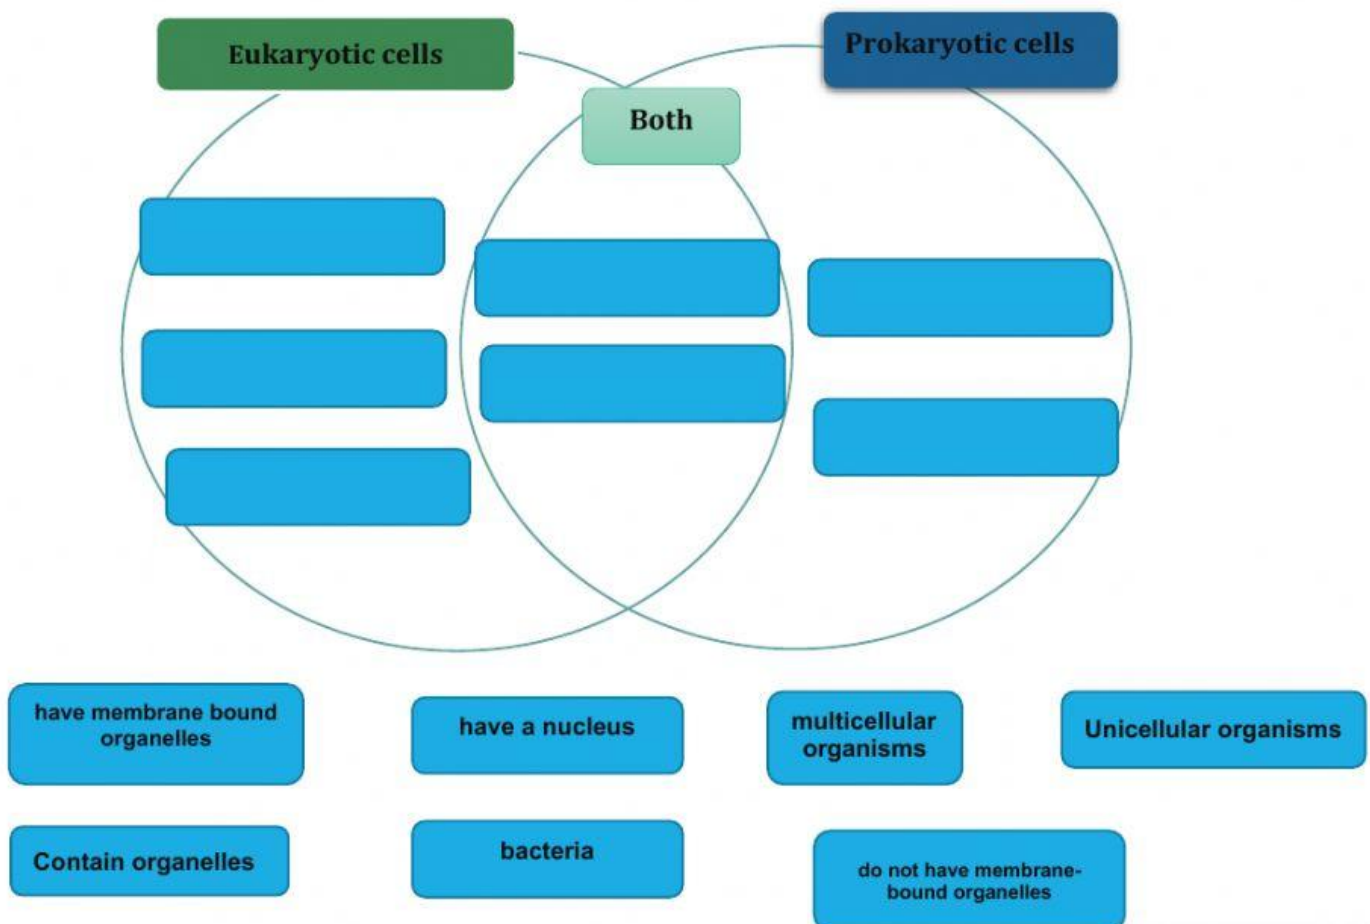 Eukaryotic cells
Prokaryotic cells
Both
have membrane bound
organelles
have a nucleus
multicellular
organisms
Unicellular organisms
Contain organelles
bacteria
do not have membrane-
bound organelles